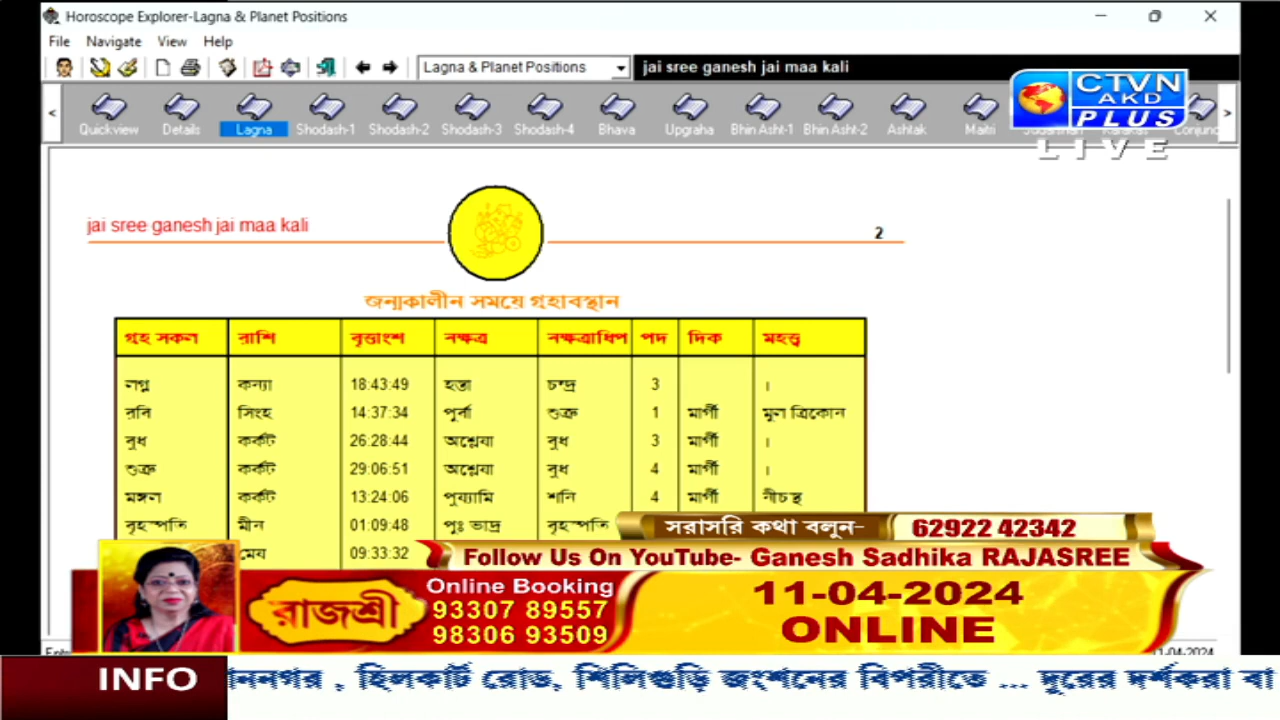 Horoscope Explorer-Lagna & Planet Positions
File Navigate View Help
Lagna & Planet Positions jai sree ganesh jai maa kali
Quickview Details Lagna Shodash-1 Shodash-2 Shodash-3 Shodash-4 Bhava Upgraha Bhin Asht-1 Bhin Asht-2 Ashtak Maitri
CTVN
AKD
PLUS
LIVE
jai sree ganesh jai maa kali
2
জন্মকালীন সময়ে গৃহাবস্থান
গৃহ সকল রাশি বৃত্তাংশ নক্ষত্র নক্ষত্রাধিপ পদ দিক মহত্ত্ব
লগ্ন কন্যা 18:43:49 হস্তা চন্দ্র 3 ।
রবি সিংহ 14:37:34 পূর্বা শুক্র 1 মার্গী মুল ত্রিকোন
বুধ কর্কট 26:28:44 অশ্লেষা বুধ 3 মার্গী ।
শুক্র কর্কট 29:06:51 অশ্লেষা বুধ 4 মার্গী ।
মঙ্গল কর্কট 13:24:06 পুষ্যামি শনি 4 মার্গী নীচস্থ
বৃহস্পতি মীন 01:09:48 পুঃ ভাদ্র বৃহস্পতি
মেষ 09:33:32
সরাসরি কথা বলুন- 62922 42342
Follow Us On YouTube- Ganesh Sadhika RAJASREE
রাজশ্রী
Online Booking
93307 89557
98306 93509
11-04-2024
ONLINE
11-04-2024
INFO নগর , হিলকার্ট রোড, শিলিগুড়ি জংশনের বিপরীতে ... দূরের দর্শকরা বা